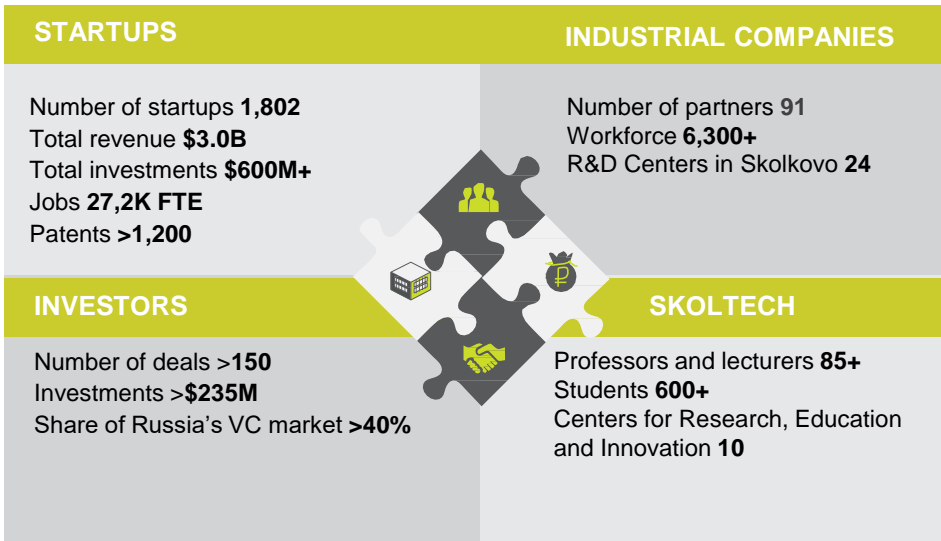 STARTUPS
Number of startups 1,802
Total revenue $3.0B
Total investments $600M+
Jobs 27,2K FTE
Patents >1,200
INDUSTRIAL COMPANIES
Number of partners 91
Workforce 6,300+
R&D Centers in Skolkovo 24
INVESTORS
Number of deals >150
Investments >$235M
Share of Russia’s VC market >40%
SKOLTECH
Professors and lecturers 85+
Students 600+
Centers for Research, Education
and Innovation 10
₽